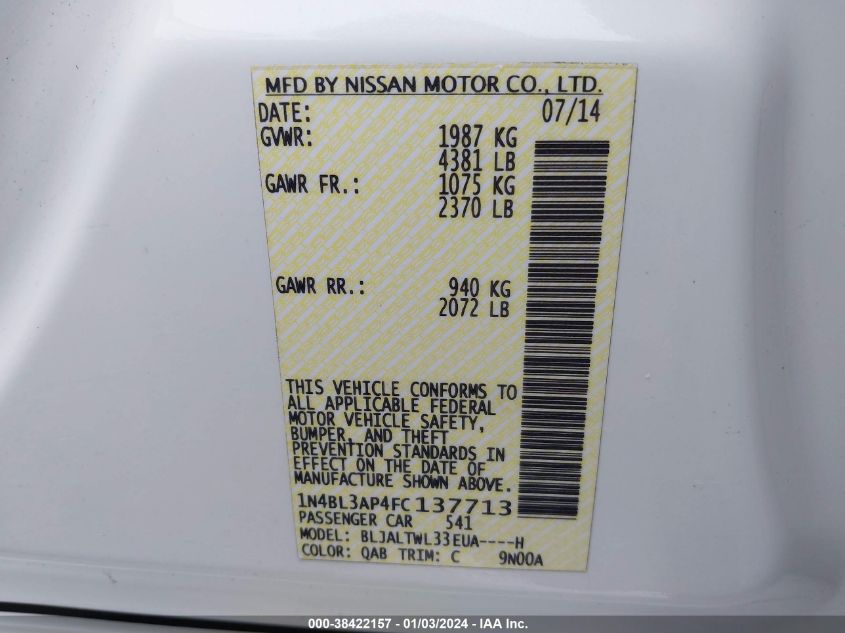 MFD BY NISSAN MOTOR CO., LTD.
DATE: 07/14
GVWR: 1987 KG
4381 LB
GAWR FR.: 1075 KG
2370 LB
GAWR RR.: 940 KG
2072 LB
THIS VEHICLE CONFORMS TO
ALL APPLICABLE FEDERAL
MOTOR VEHICLE SAFETY,
BUMPER, AND THEFT
PREVENTION STANDARDS IN
EFFECT ON THE DATE OF
MANUFACTURE SHOWN ABOVE.
1N4BL3AP4FC137713
PASSENGER CAR 541
MODEL: BLJALTWL33EUA----H
COLOR: QAB TRIM: C 9N00A
000-38422157 - 01/03/2024 - IAA Inc.